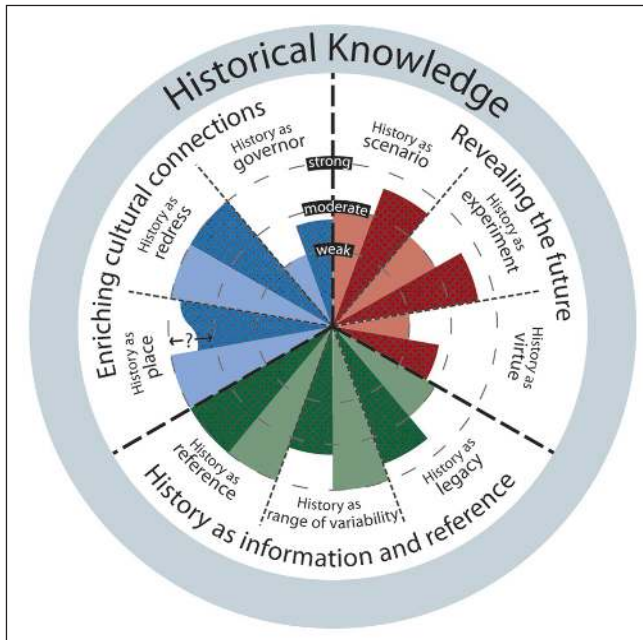 Historical Knowledge
Enriching cultural connections
Revealing the future
History as information and reference
History as
governor
History as
scenario
History as
redress
History as
experiment
History as
place
History as
virtue
History as
reference
History as
range of variability
History as
legacy
strong
moderate
weak
←?→